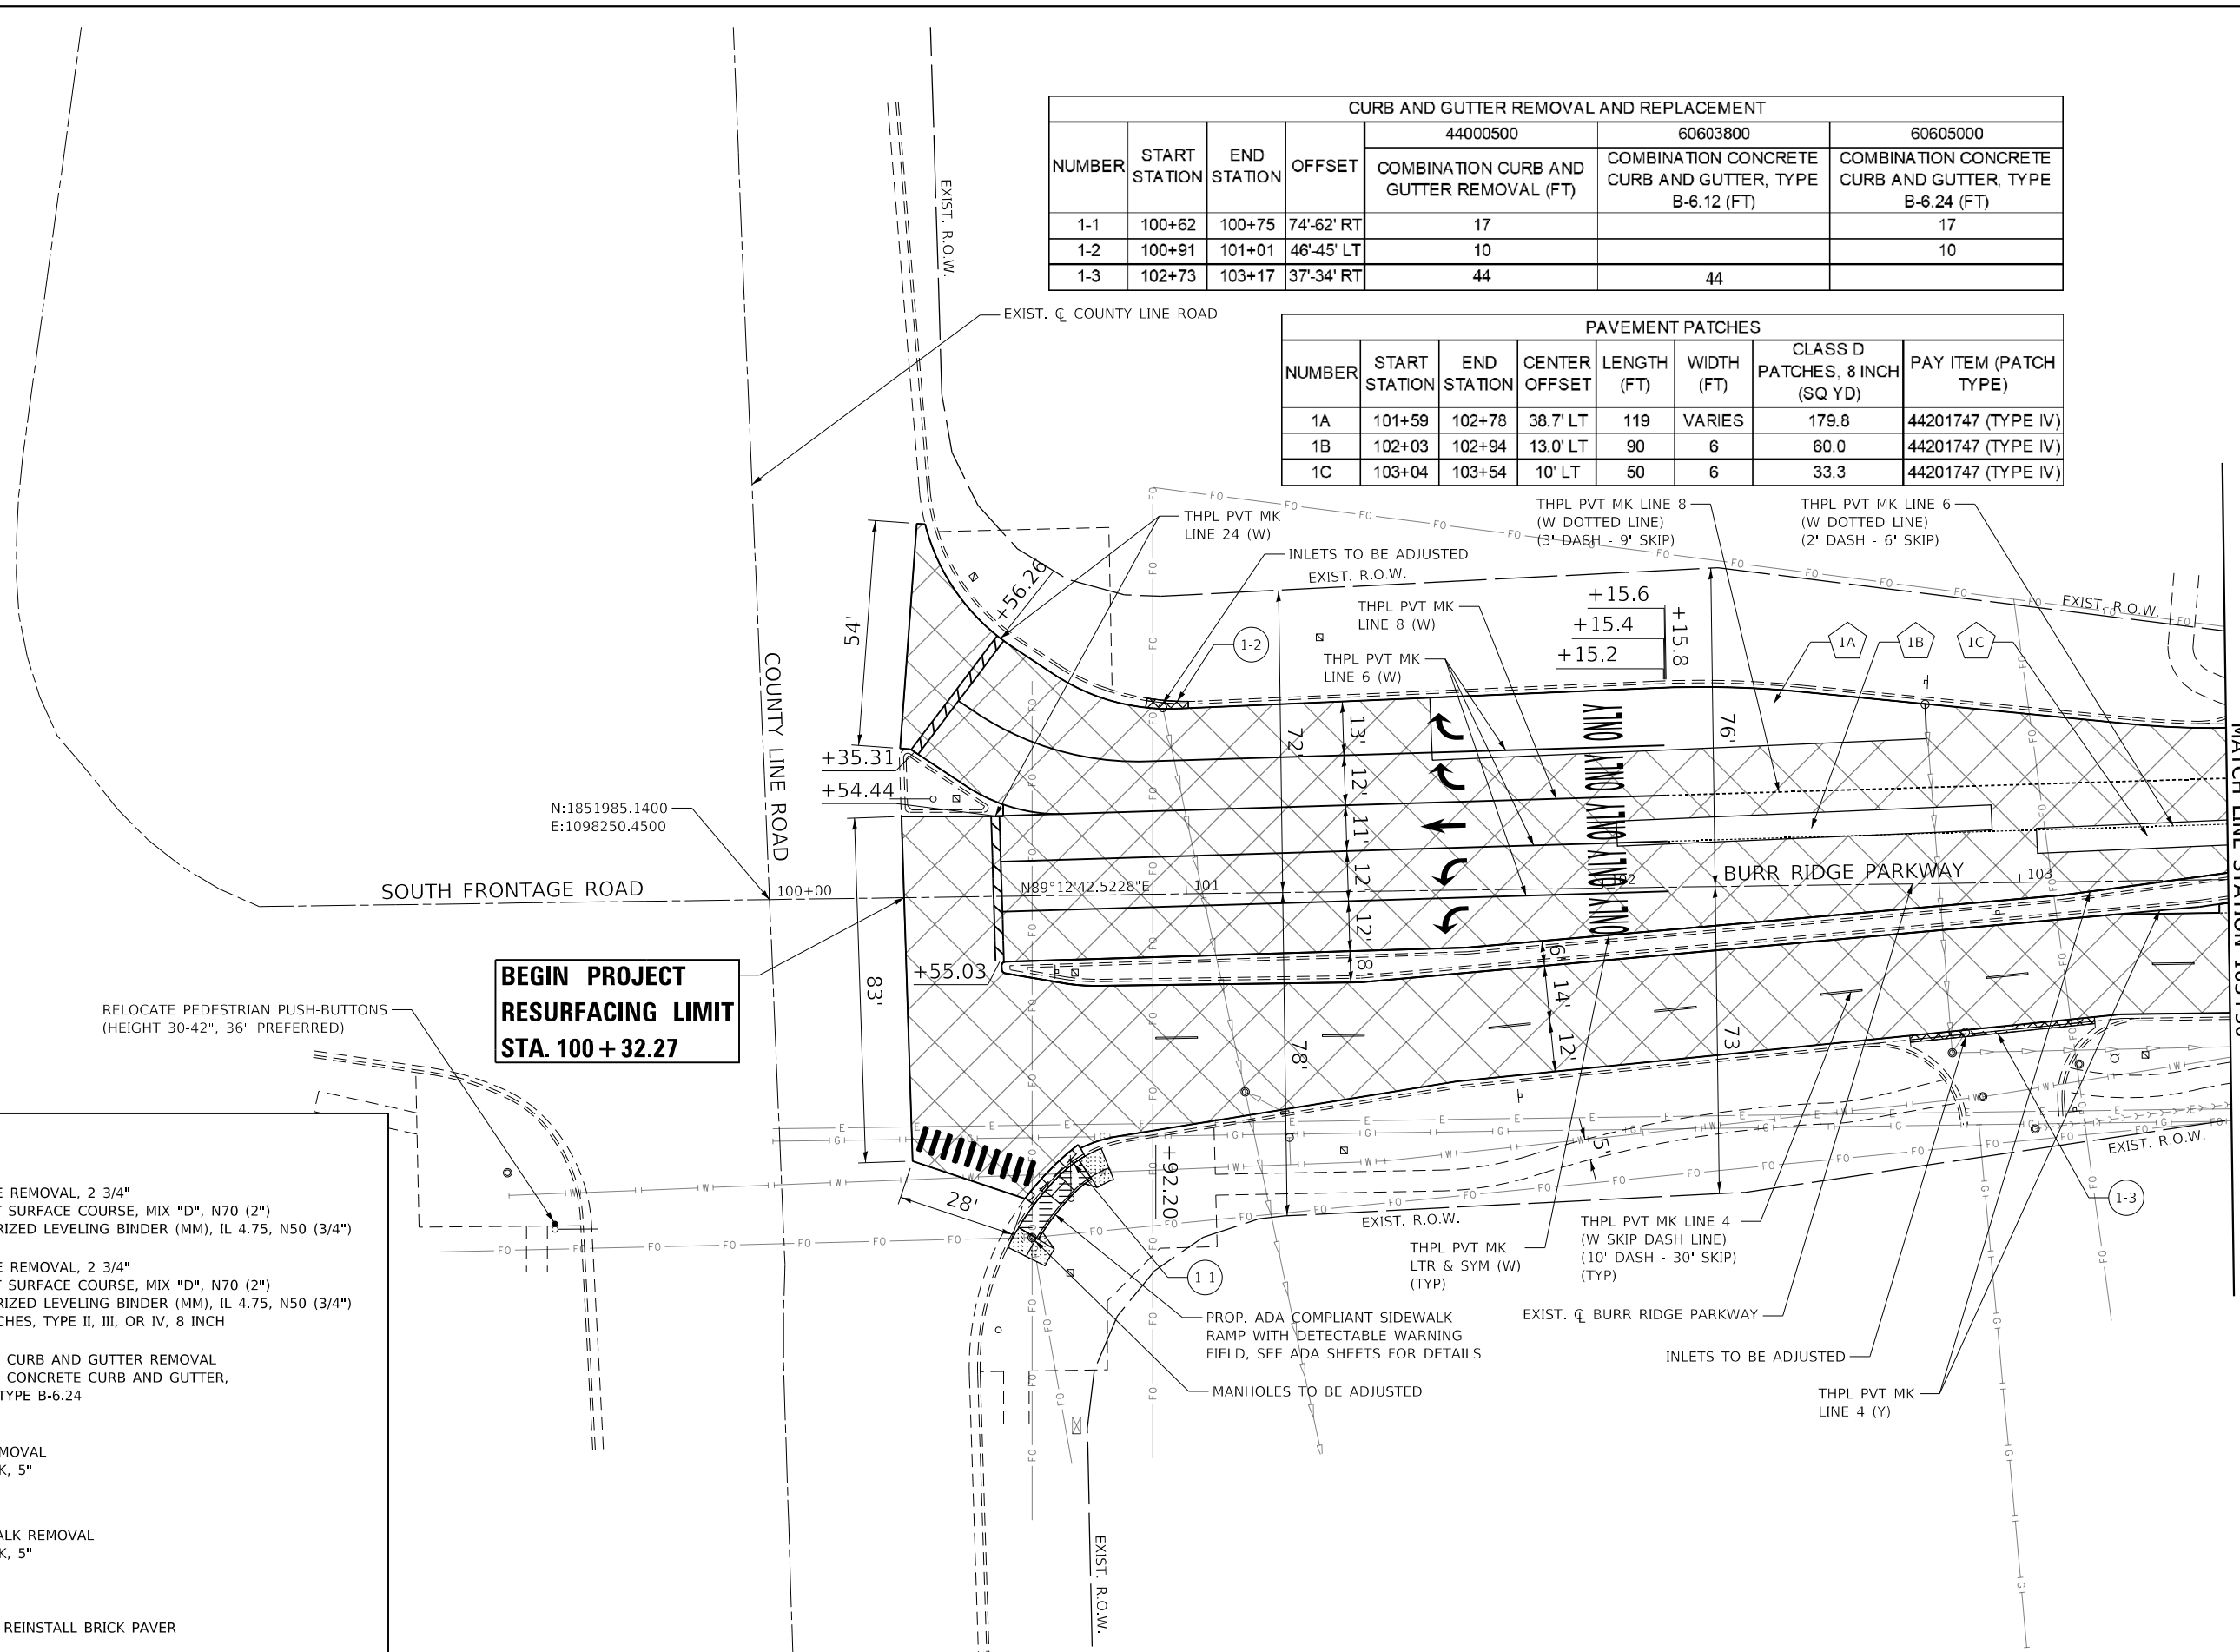 CURB AND GUTTER REMOVAL AND REPLACEMENT
NUMBER START STATION END STATION OFFSET 44000500 60603800 60605000
COMBINATION CURB AND GUTTER REMOVAL (FT) COMBINATION CONCRETE CURB AND GUTTER, TYPE B-6.12 (FT) COMBINATION CONCRETE CURB AND GUTTER, TYPE B-6.24 (FT)
1-1 100+62 100+75 74'-62' RT 17 17
1-2 100+91 101+01 46'-45' LT 10 10
1-3 102+73 103+17 37'-34' RT 44 44
EXIST. R.O.W.
EXIST. ℄ COUNTY LINE ROAD
PAVEMENT PATCHES
NUMBER START STATION END STATION CENTER OFFSET LENGTH (FT) WIDTH (FT) CLASS D PATCHES, 8 INCH (SQ YD) PAY ITEM (PATCH TYPE)
1A 101+59 102+78 38.7' LT 119 VARIES 179.8 44201747 (TYPE IV)
1B 102+03 102+94 13.0' LT 90 6 60.0 44201747 (TYPE IV)
1C 103+04 103+54 10' LT 50 6 33.3 44201747 (TYPE IV)
THPL PVT MK
LINE 24 (W)
THPL PVT MK LINE 8
(W DOTTED LINE)
(3' DASH - 9' SKIP)
THPL PVT MK LINE 6
(W DOTTED LINE)
(2' DASH - 6' SKIP)
INLETS TO BE ADJUSTED
EXIST. R.O.W.
THPL PVT MK
LINE 8 (W)
THPL PVT MK
LINE 6 (W)
+15.6
+15.4
+15.2
+15.8
EXIST. R.O.W.
1-2
1A
1B
1C
+56.26
54'
+35.31
+54.44
72'
13'
12'
11'
12'
12'
8'
76'
ONLY
ONLY
ONLY
ONLY
ONLY
COUNTY LINE ROAD
N:1851985.1400
E:1098250.4500
SOUTH FRONTAGE ROAD
100+00
N89°12'42.5228"E
101
102
103
BURR RIDGE PARKWAY
MATCH LINE STATION 103+50
BEGIN PROJECT
RESURFACING LIMIT
STA. 100+32.27
+55.03
83'
6'
14'
12'
78'
73'
RELOCATE PEDESTRIAN PUSH-BUTTONS
(HEIGHT 30-42", 36" PREFERRED)
28'
+92.20
5'
EXIST. R.O.W.
EXIST. R.O.W.
1-3
1-1
THPL PVT MK
LTR & SYM (W)
(TYP)
THPL PVT MK LINE 4
(W SKIP DASH LINE)
(10' DASH - 30' SKIP)
(TYP)
PROP. ADA COMPLIANT SIDEWALK
RAMP WITH DETECTABLE WARNING
FIELD, SEE ADA SHEETS FOR DETAILS
EXIST. ℄ BURR RIDGE PARKWAY
INLETS TO BE ADJUSTED
MANHOLES TO BE ADJUSTED
THPL PVT MK
LINE 4 (Y)
EXIST. R.O.W.
REMOVAL, 2 3/4"
SURFACE COURSE, MIX "D", N70 (2")
LEVELING BINDER (MM), IL 4.75, N50 (3/4")
REMOVAL, 2 3/4"
SURFACE COURSE, MIX "D", N70 (2")
LEVELING BINDER (MM), IL 4.75, N50 (3/4")
TYPE II, III, OR IV, 8 INCH
CURB AND GUTTER REMOVAL
CONCRETE CURB AND GUTTER,
TYPE B-6.24
5"
REMOVAL
5"
REINSTALL BRICK PAVER